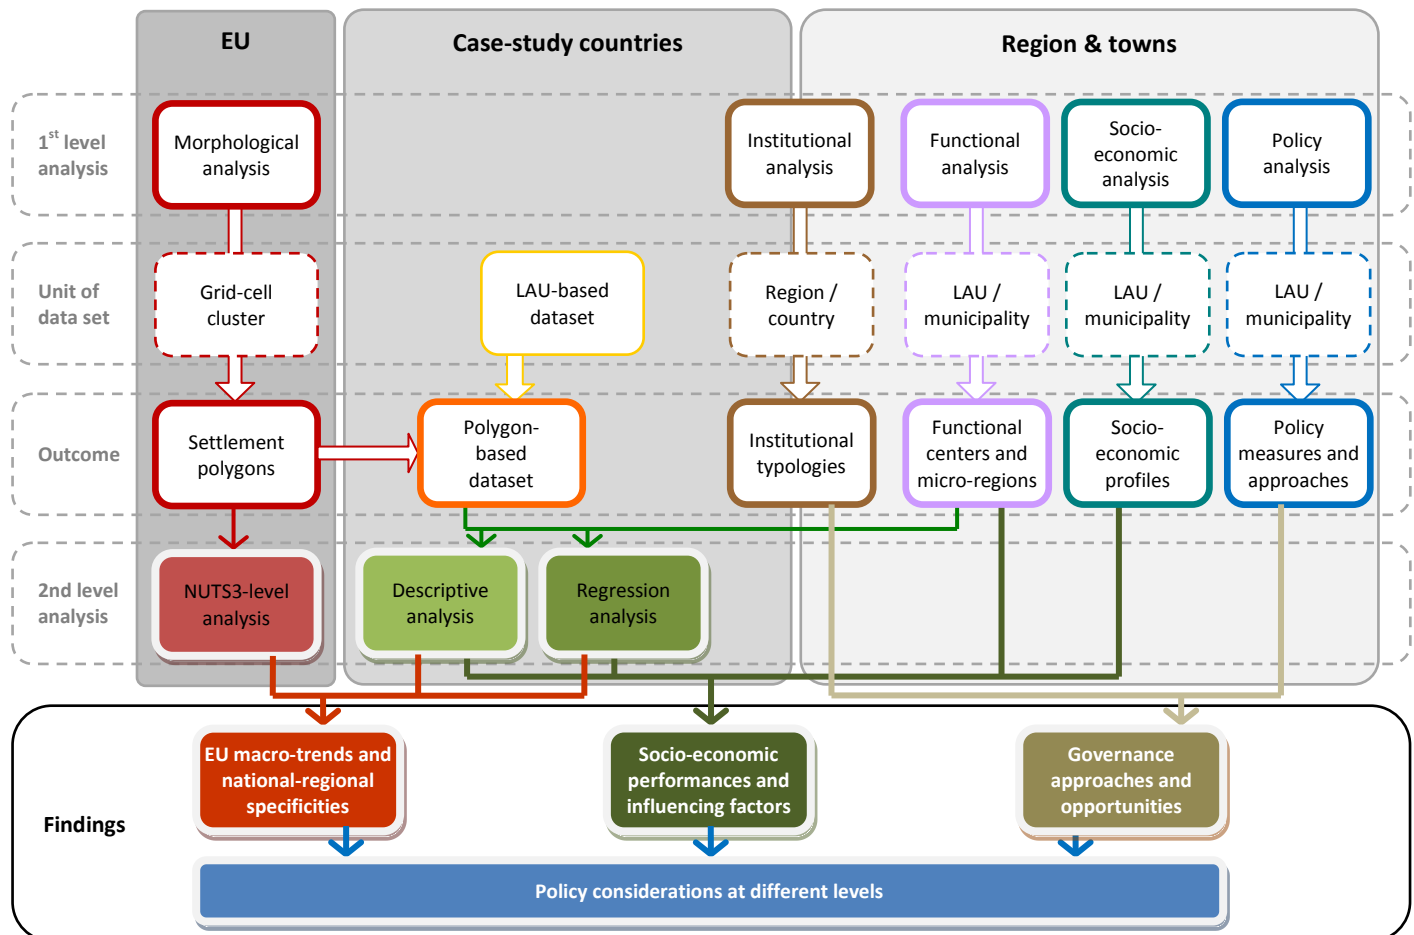 EU
Case-study countries
Region & towns
1st level
analysis
Morphological
analysis
Institutional
analysis
Functional
analysis
Socio-
economic
analysis
Policy
analysis
Unit of
data set
Grid-cell
cluster
LAU-based
dataset
Region /
country
LAU /
municipality
LAU /
municipality
LAU /
municipality
Outcome
Settlement
polygons
Polygon-
based
dataset
Institutional
typologies
Functional
centers and
micro-regions
Socio-
economic
profiles
Policy
measures and
approaches
2nd level
analysis
NUTS3-level
analysis
Descriptive
analysis
Regression
analysis
Findings
EU macro-trends and
national-regional
specificities
Socio-economic
performances and
influencing factors
Governance
approaches and
opportunities
Policy considerations at different levels